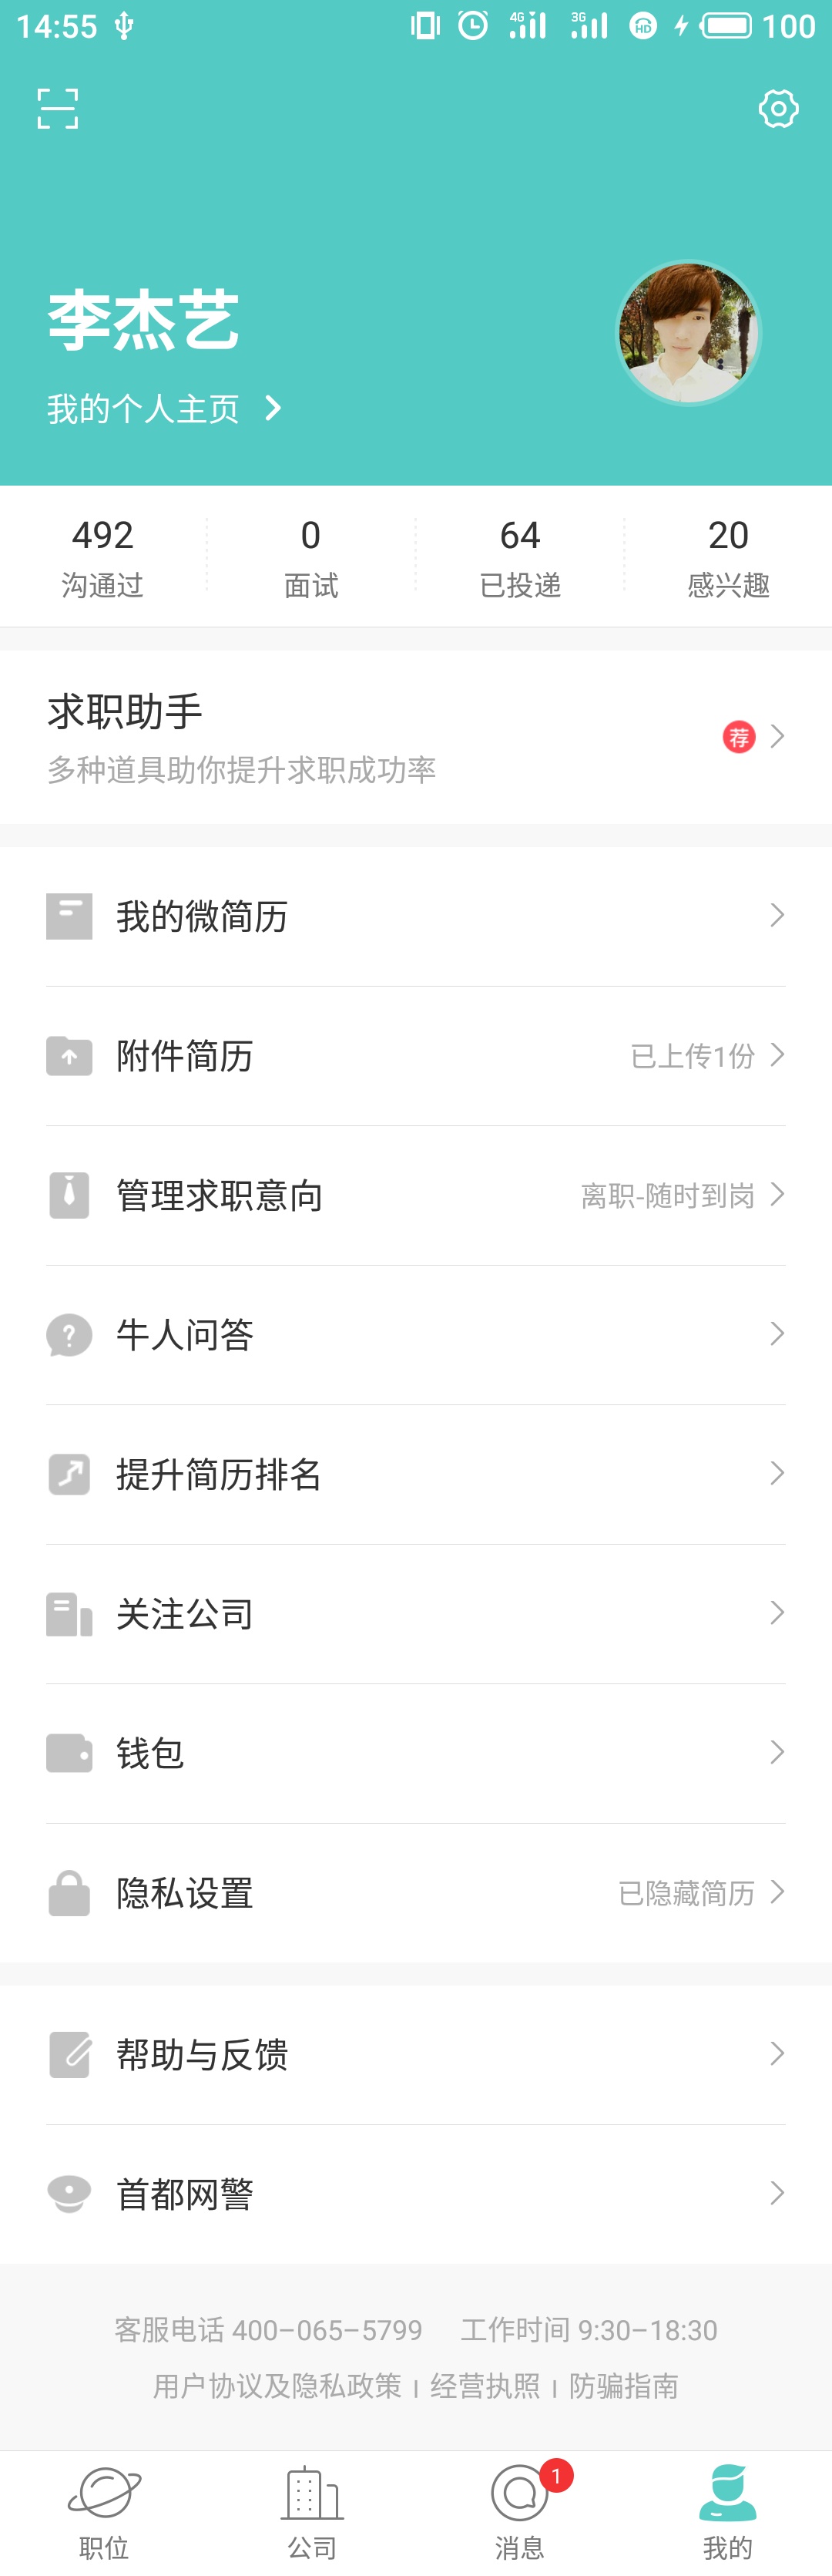 14:55 4G 3G HD 100
李杰艺
我的个人主页
492 0 64 20
沟通过 面试 已投递 感兴趣
求职助手
荐
多种道具助你提升求职成功率
我的微简历
附件简历 已上传1份
管理求职意向 离职-随时到岗
牛人问答
提升简历排名
关注公司
钱包
隐私设置 已隐藏简历
帮助与反馈
首都网警
客服电话 400-065-5799 工作时间 9:30-18:30
用户协议及隐私政策 | 经营执照 | 防骗指南
1
职位 公司 消息 我的